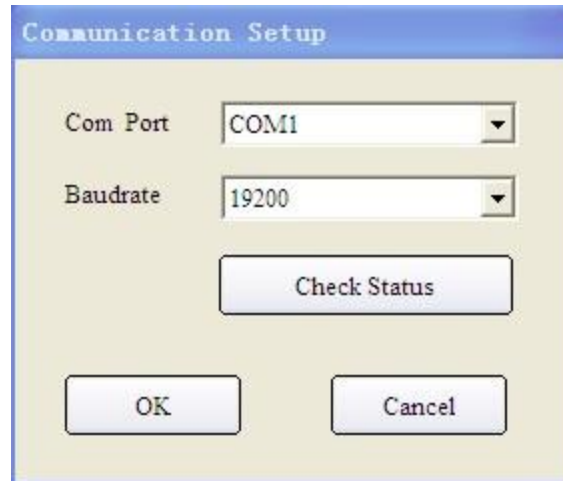 Communication Setup
Com Port COM1
Baudrate 19200
Check Status
OK Cancel